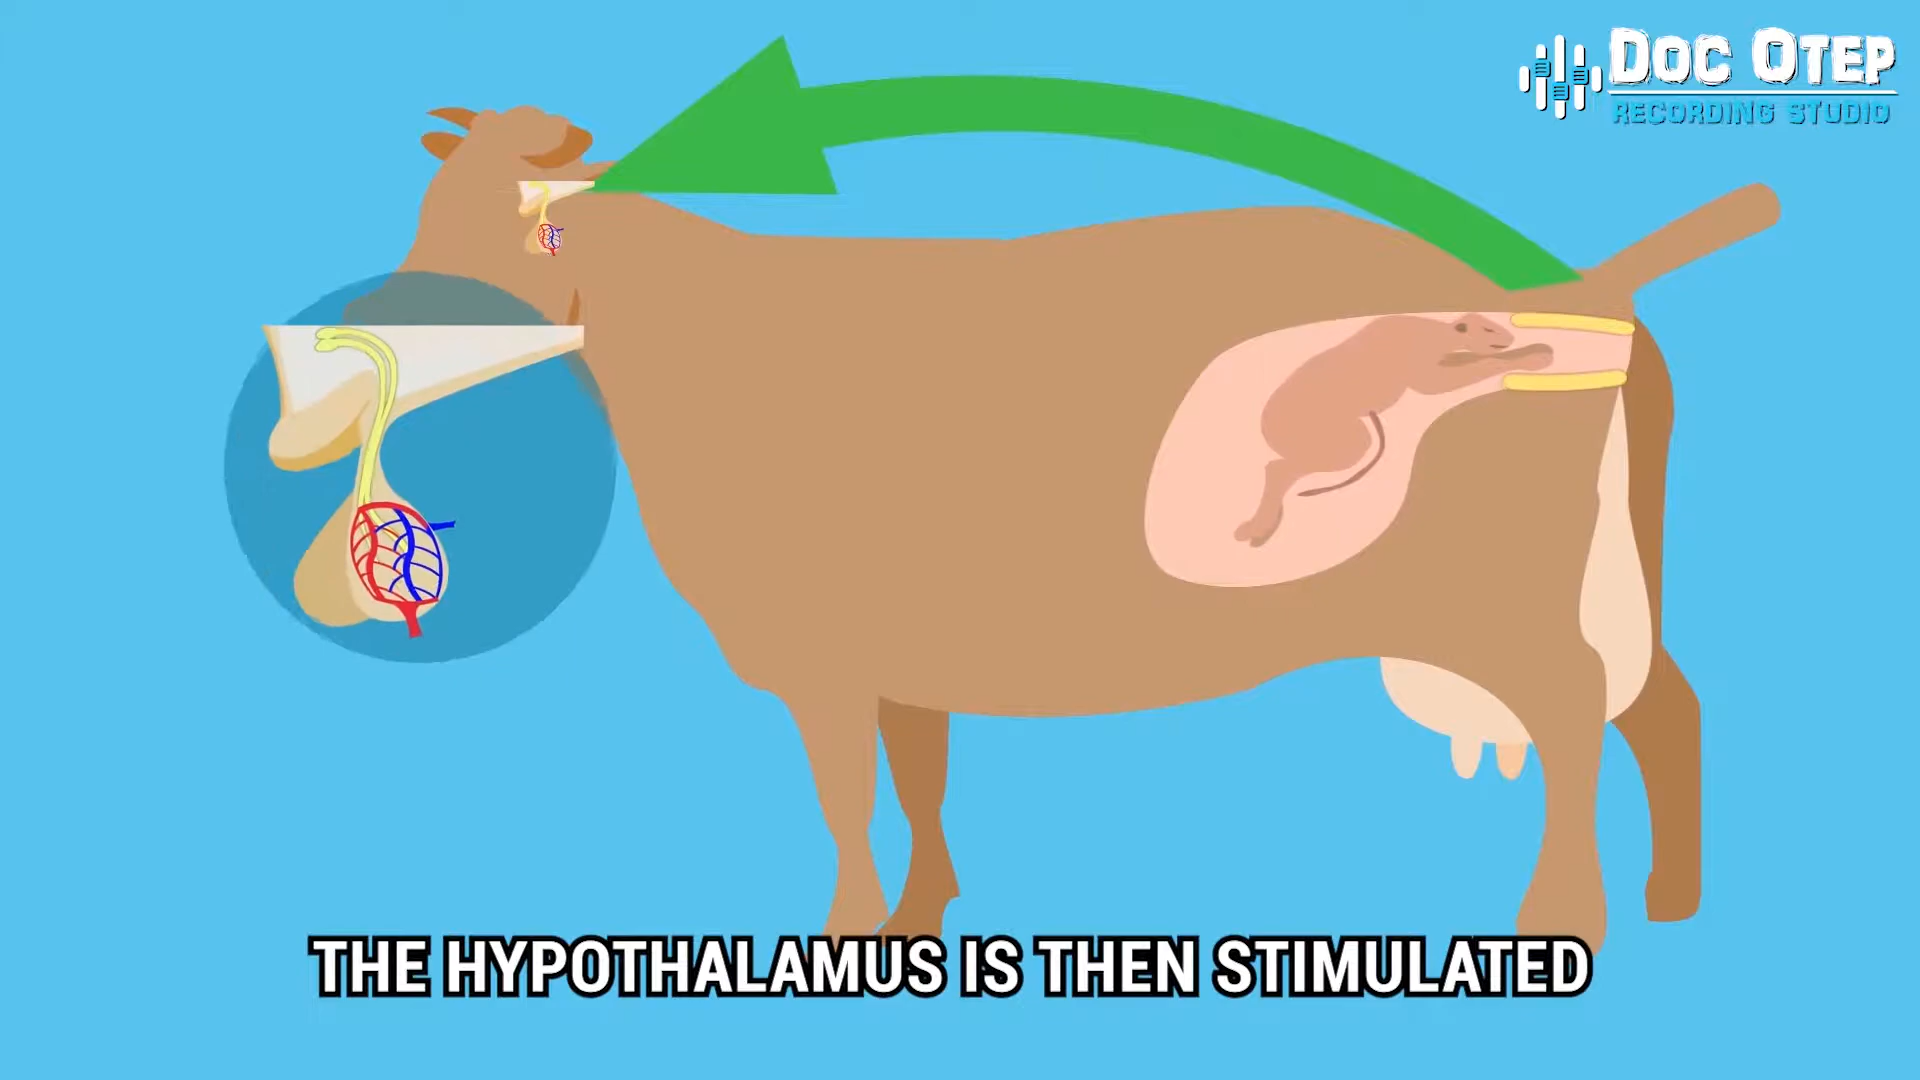 DOC OTEP
RECORDING STUDIO
THE HYPOTHALAMUS IS THEN STIMULATED